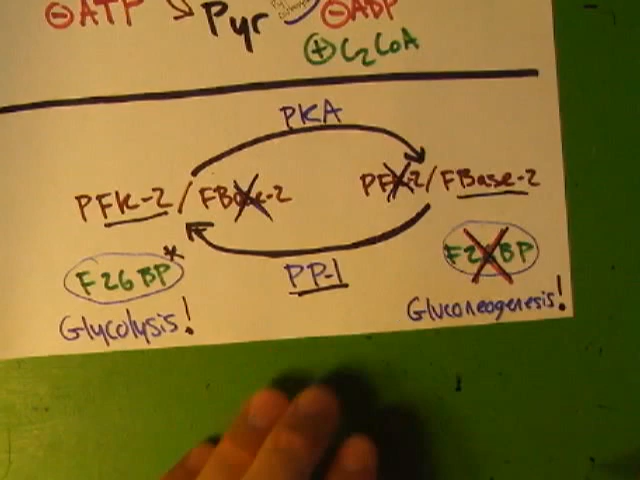 ⊖ATP
Pyr
⊖ADP
⊕C₂CoA
PKA
PFK-2/FBase-2
PFK-2/FBase-2
F26BP*
PP-1
F26BP
Glycolysis!
Gluconeogenesis!